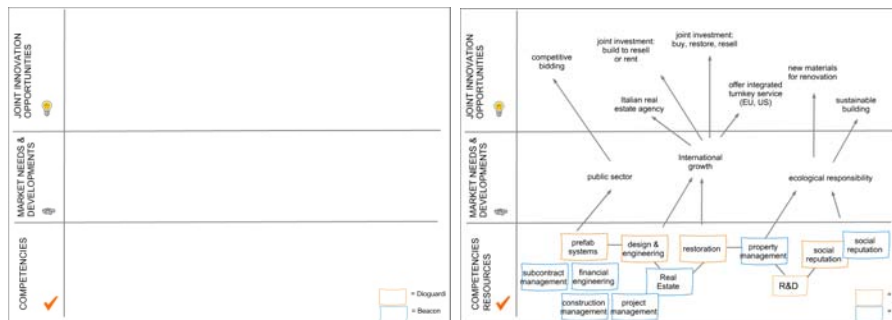 JOINT INNOVATION
OPPORTUNITIES
MARKET NEEDS &
DEVELOPMENTS
COMPETENCIES
= Dioguardi
= Beacon
JOINT INNOVATION
OPPORTUNITIES
competitive
bidding
joint investment:
build to resell
or rent
joint investment:
buy, restore, resell
new materials
for renovation
Italian real
estate agency
offer integrated
turnkey service
(EU, US)
sustainable
building
MARKET NEEDS &
DEVELOPMENTS
public sector
International
growth
ecological responsibility
COMPETENCIES
RESOURCES
prefab
systems
design &
engineering
restoration
property
management
social
reputation
social
reputation
subcontract
management
financial
engineering
Real
Estate
R&D
construction
management
project
management
=
=